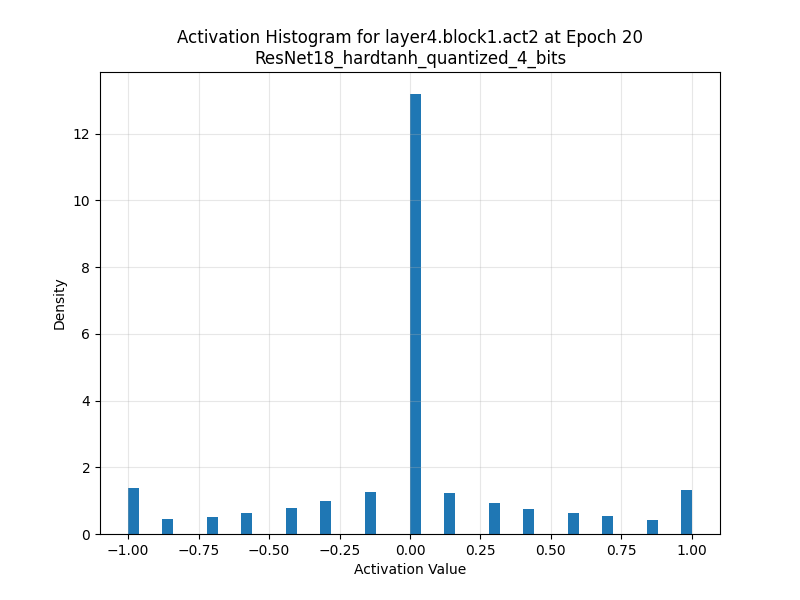 Activation Histogram for layer4.block1.act2 at Epoch 20
ResNet18_hardtanh_quantized_4_bits
Density
12
10
8
6
4
2
0
−1.00 −0.75 −0.50 −0.25 0.00 0.25 0.50 0.75 1.00
Activation Value